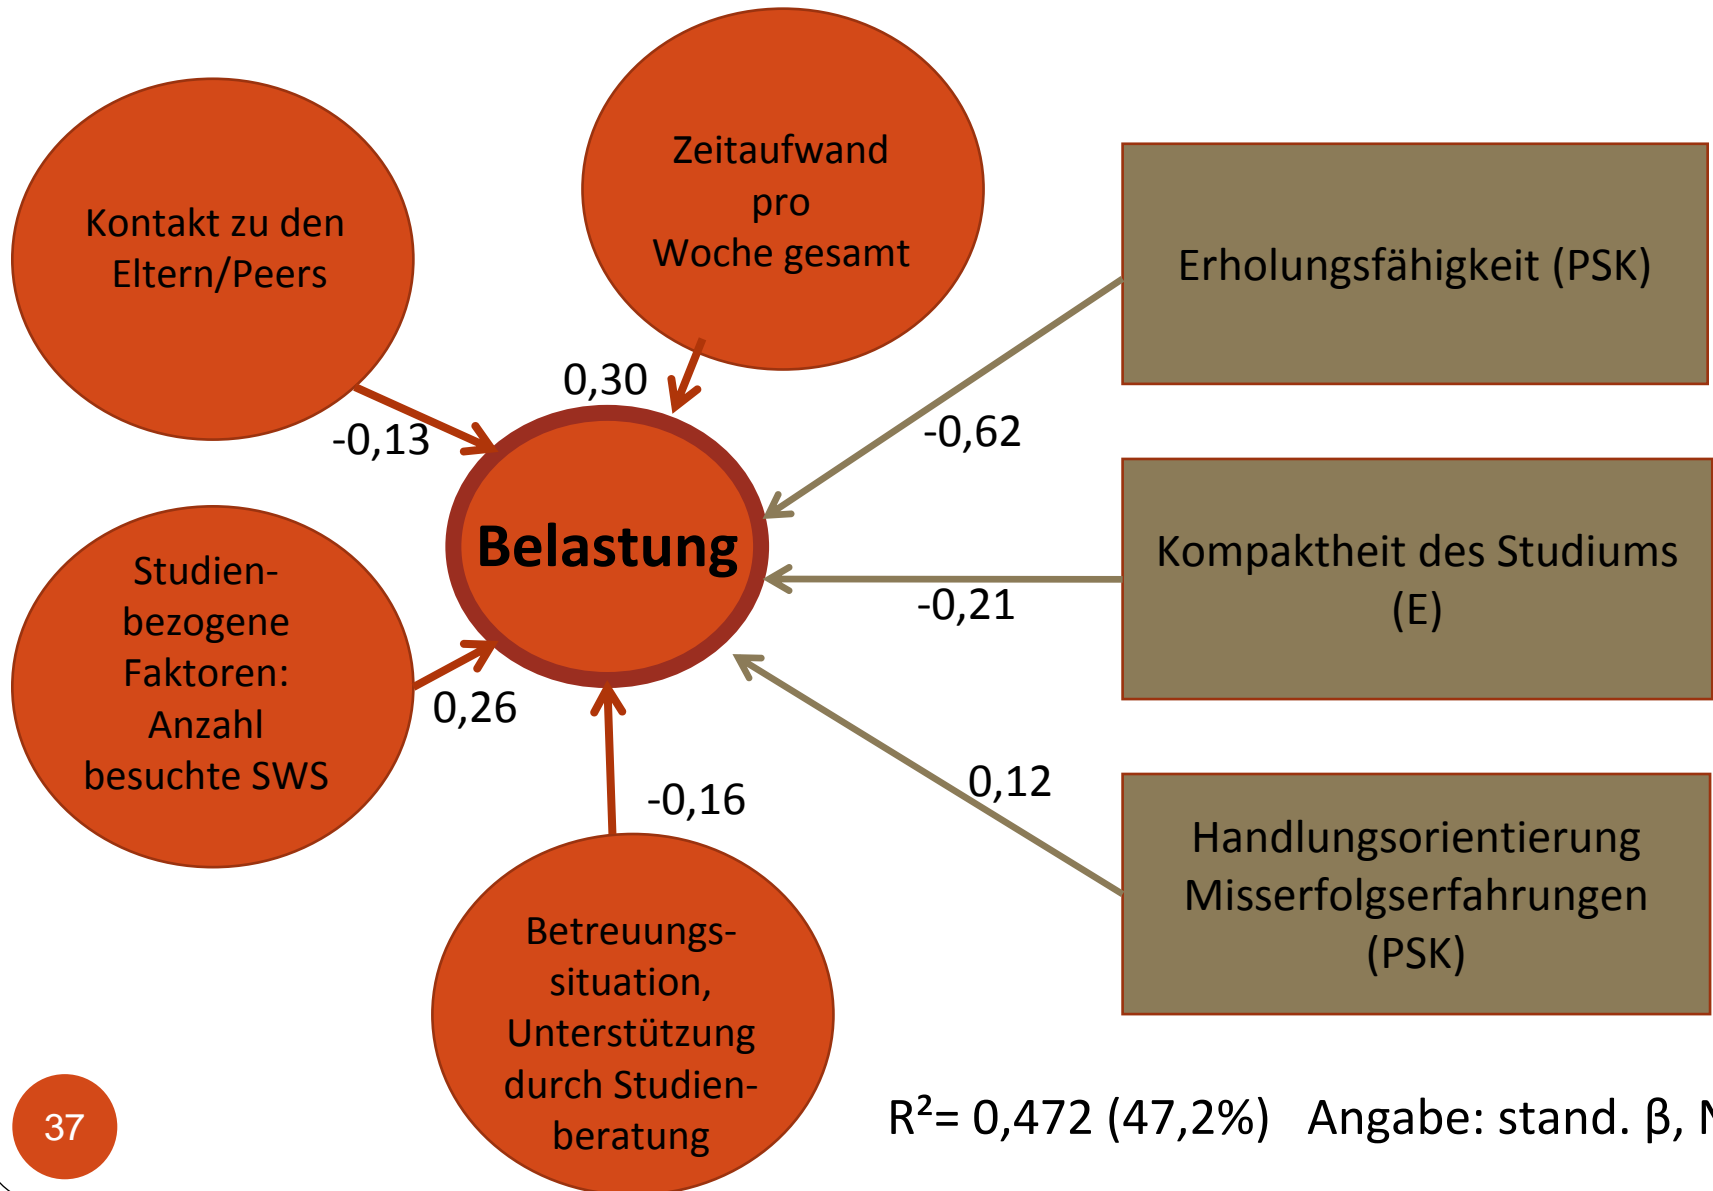 Kontakt zu den
Eltern/Peers
Zeitaufwand
pro
Woche gesamt
Erholungsfähigkeit (PSK)
0,30
-0,13
-0,62
Belastung
Kompaktheit des Studiums
(E)
-0,21
Studien-
bezogene
Faktoren:
Anzahl
besuchte SWS
0,26
-0,16
0,12
Handlungsorientierung
Misserfolgserfahrungen
(PSK)
Betreuungs-
situation,
Unterstützung
durch Studien-
beratung
R²= 0,472 (47,2%) Angabe: stand. β,
37